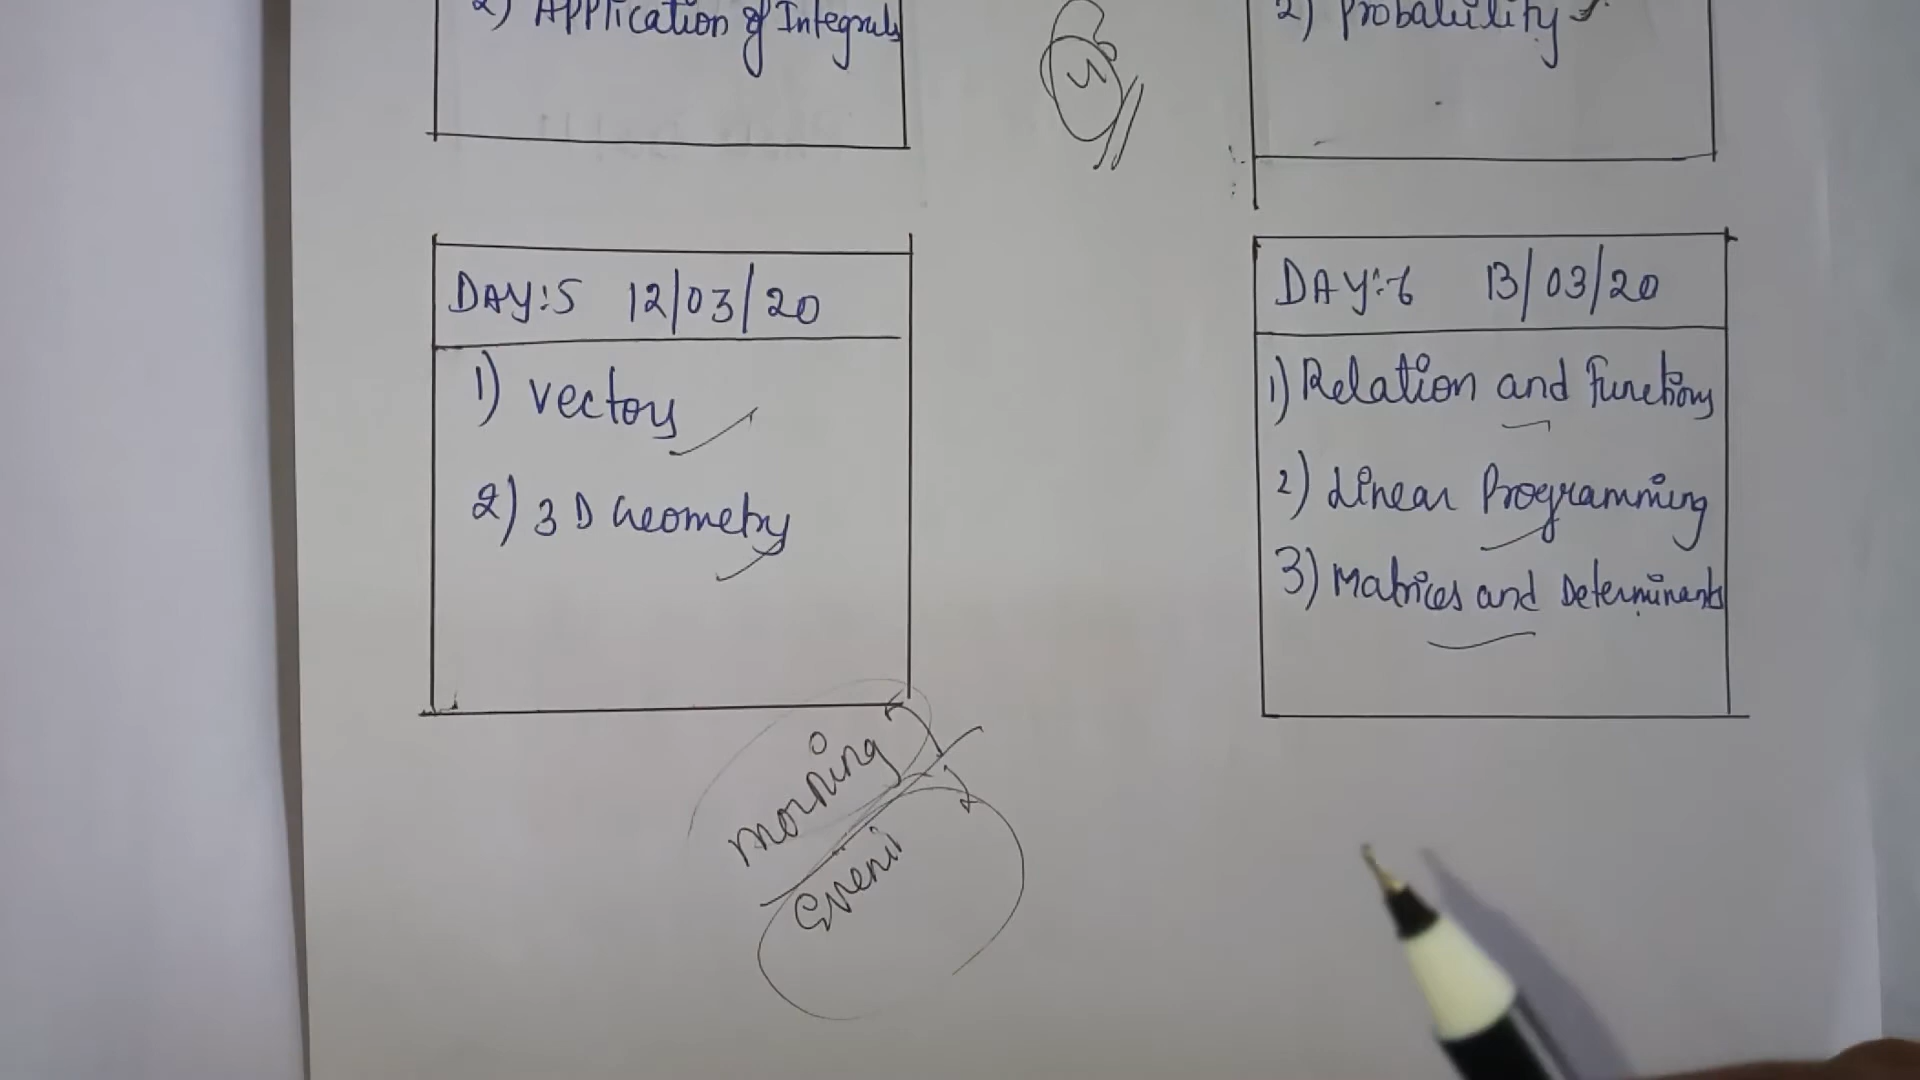 2) Application of Integrals
2) Probability
DAY:5 12/03/20
1) Vectors
2) 3D Geometry
DAY:6 13/03/20
1) Relation and Functions
2) Linear Programming
3) Matrices and Determinants
morning
Eveni